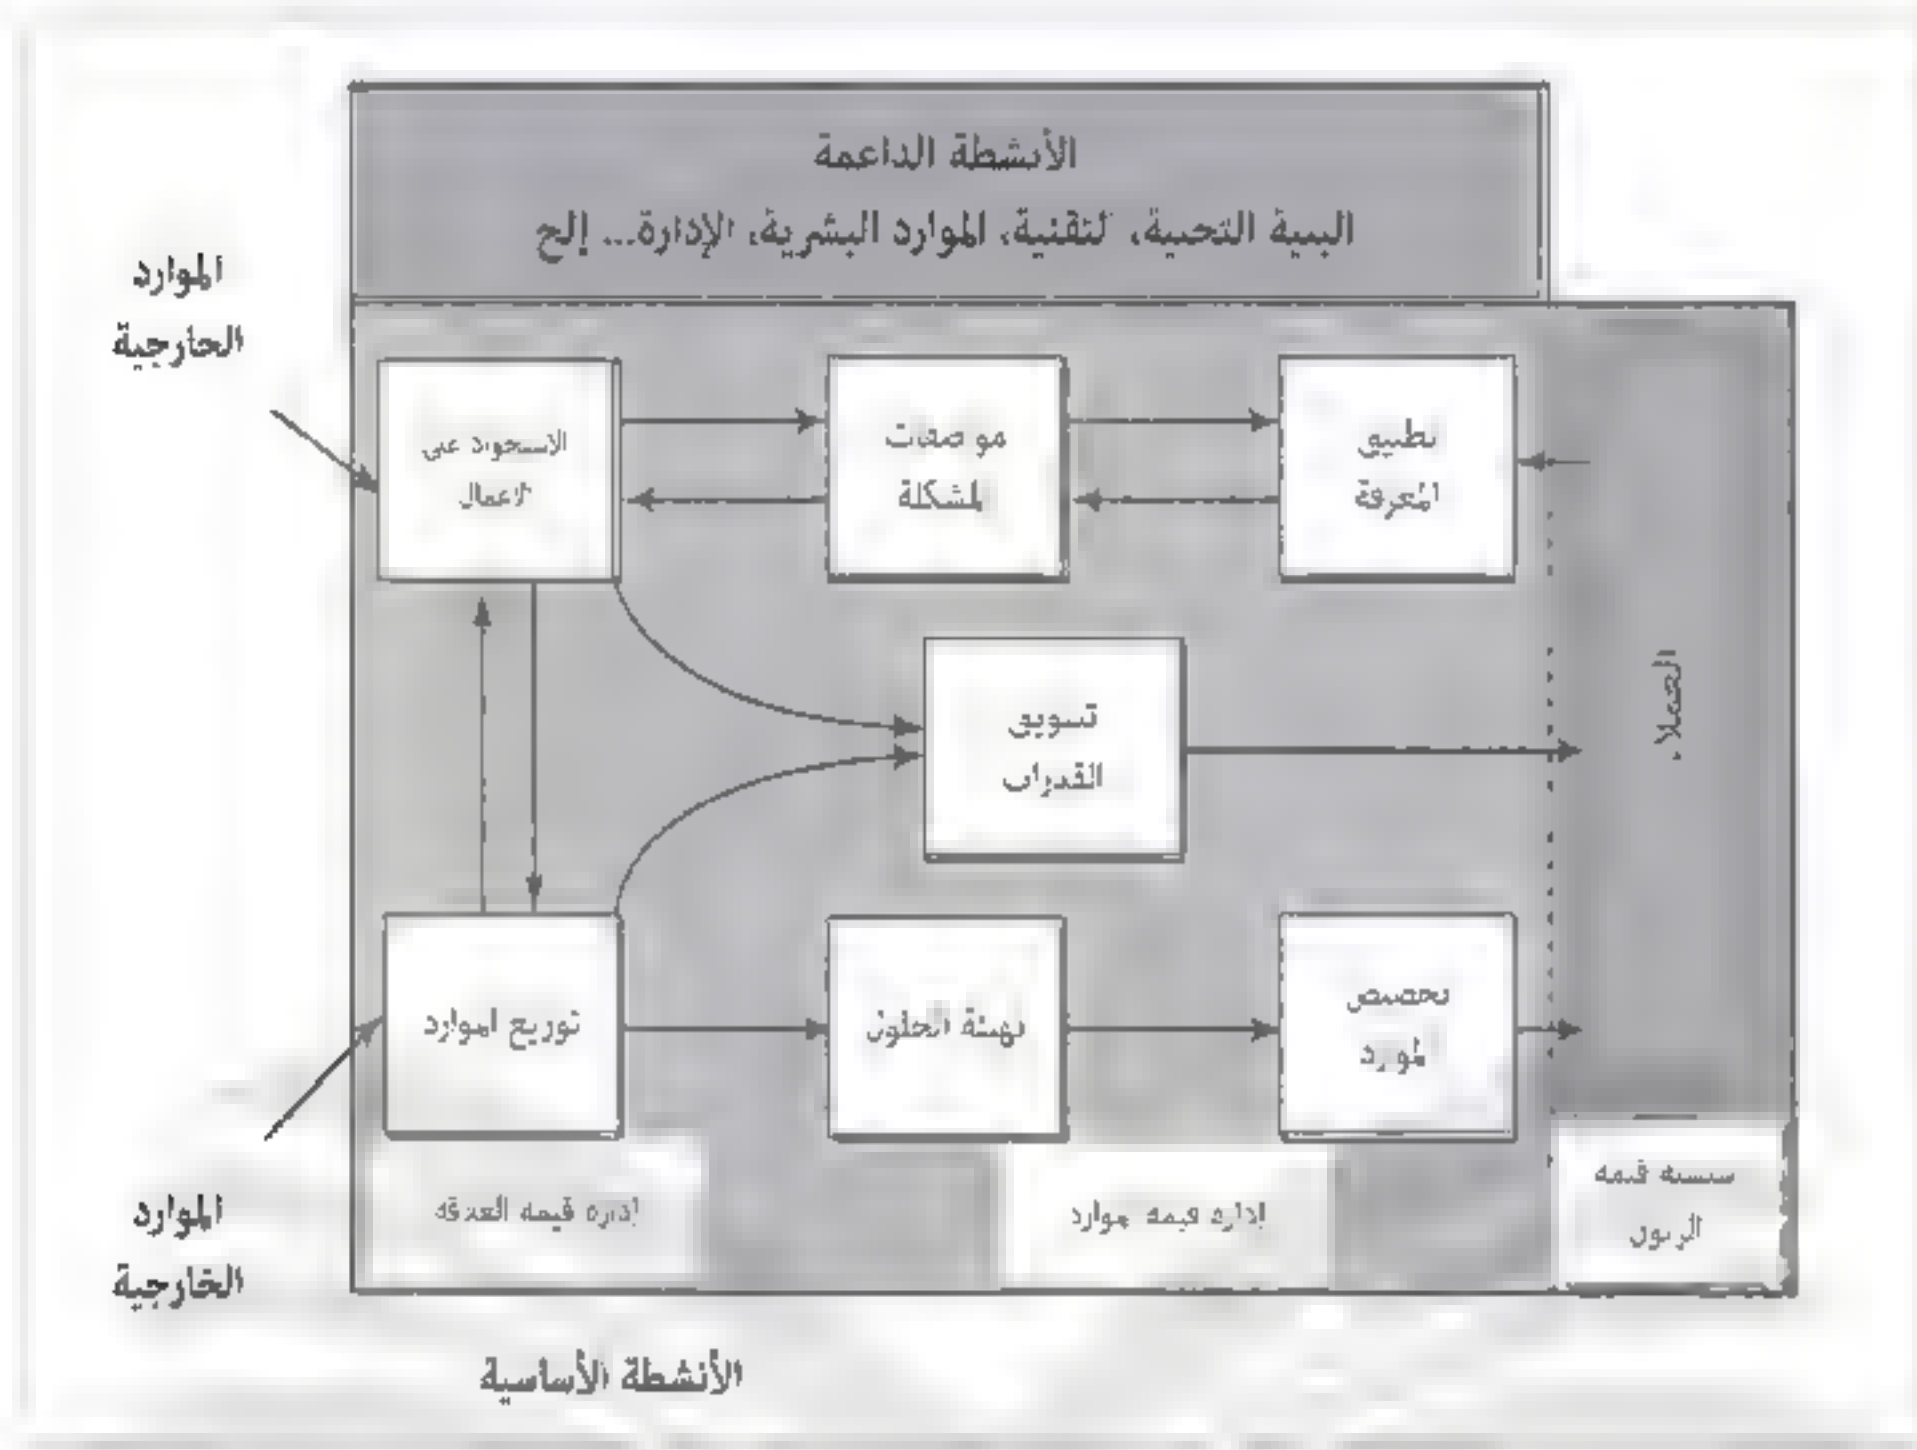 الأنشطة الداعمة
البنية التحتية، التقنية، الموارد البشرية، الإدارة... إلخ
الموارد
الخارجية
الاستحواذ على
الأعمال
مواصفات
المشكلة
تطبيق
المعرفة
تسويق
القدرات
العملاء
توزيع الموارد
تهيئة الحلول
تخصيص
الموارد
إدارة قيمة العلاقة
إدارة قيمة الموارد
سلسلة قيمة
الزبون
الموارد
الخارجية
الأنشطة الأساسية